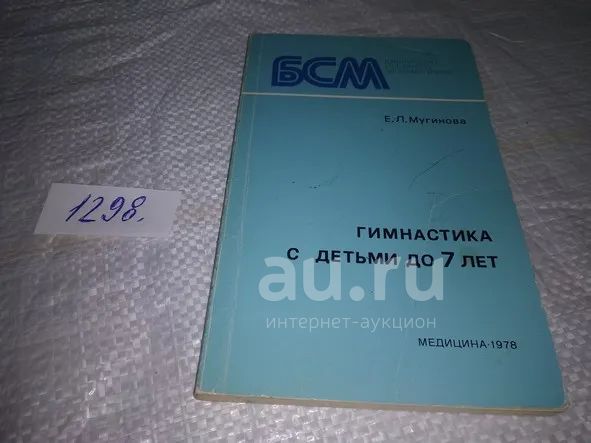 БСМ
Е.Л.Мугинова
1298.
ГИМНАСТИКА
С ДЕТЬМИ ДО 7 ЛЕТ
au.ru
интернет-аукцион
МЕДИЦИНА·1978